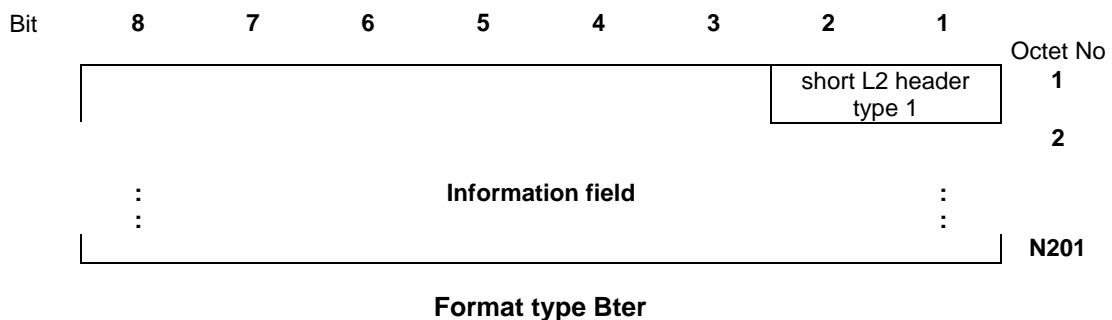 Bit 8 7 6 5 4 3 2 1
Octet No
short L2 header 1
type 1
2
: Information field :
: :
N201
Format type Bter